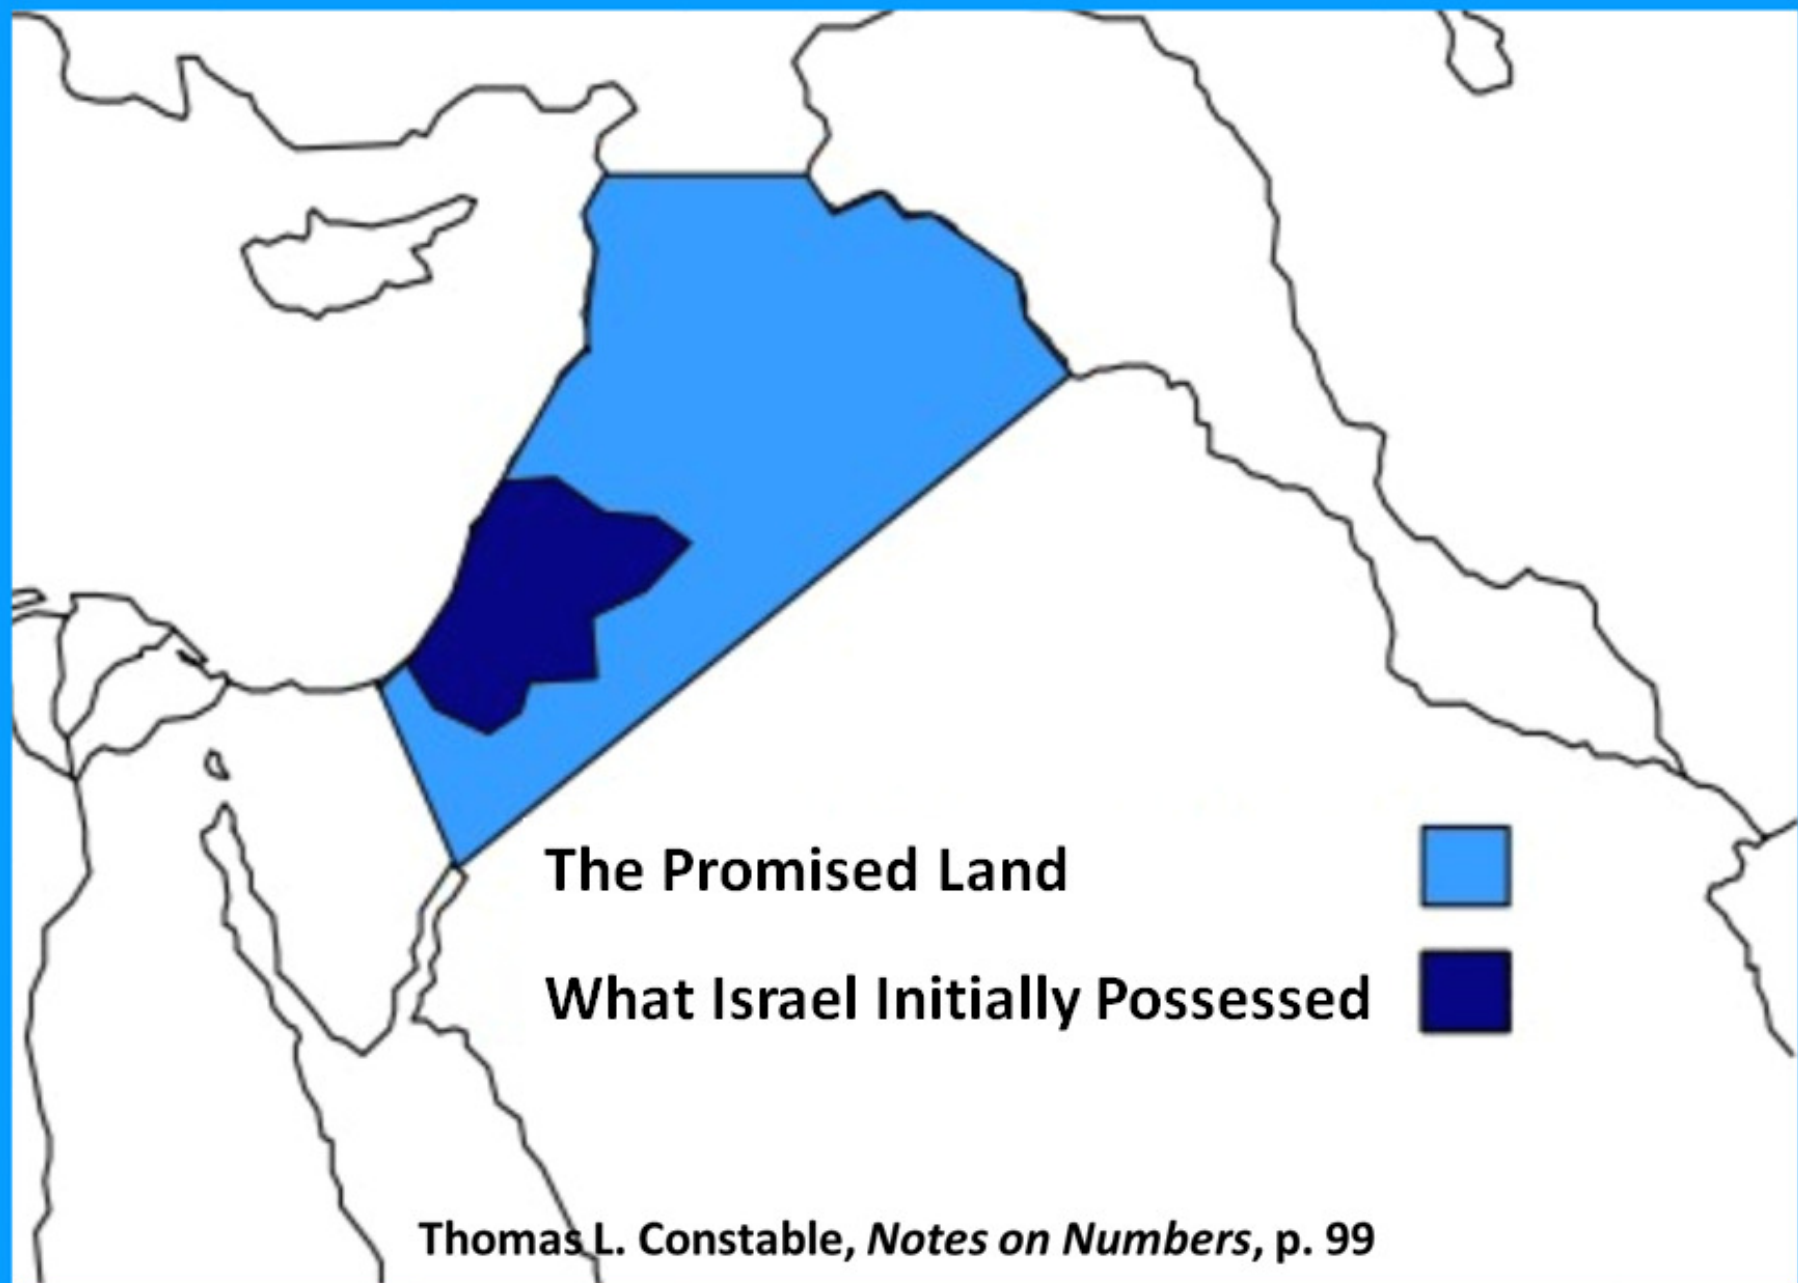 The Promised Land
What Israel Initially Possessed
Thomas L. Constable, Notes on Numbers, p. 99